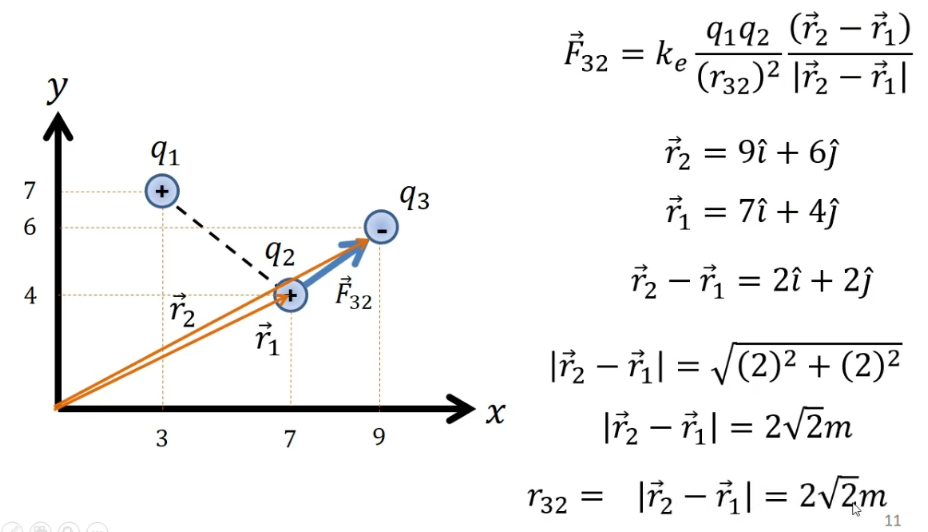 F⃗₃₂ = kₑ q₁q₂/(r₃₂)² (r⃗₂ − r⃗₁)/|r⃗₂ − r⃗₁|
r⃗₂ = 9î + 6ĵ
r⃗₁ = 7î + 4ĵ
r⃗₂ − r⃗₁ = 2î + 2ĵ
|r⃗₂ − r⃗₁| = √((2)² + (2)²)
|r⃗₂ − r⃗₁| = 2√2m
r₃₂ = |r⃗₂ − r⃗₁| = 2√2m
y
q₁
7
+
q₃
6
-
q₂
4
+
F⃗₃₂
r⃗₂
r⃗₁
x
3
7
9
11